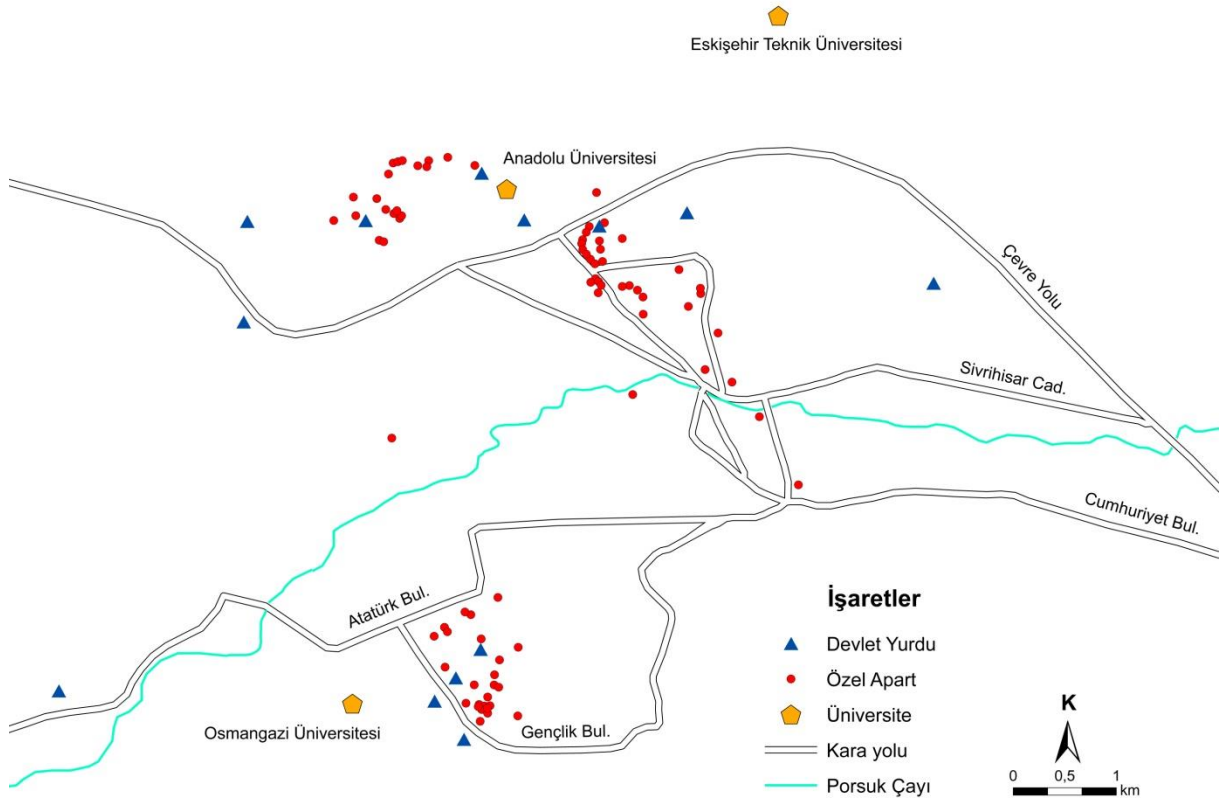 Eskişehir Teknik Üniversitesi
Anadolu Üniversitesi
Çevre Yolu
Sivrihisar Cad.
Cumhuriyet Bul.
Atatürk Bul.
Gençlik Bul.
Osmangazi Üniversitesi
İşaretler
Devlet Yurdu
Özel Apart
Üniversite
Kara yolu
Porsuk Çayı
K
0 0,5 1
km